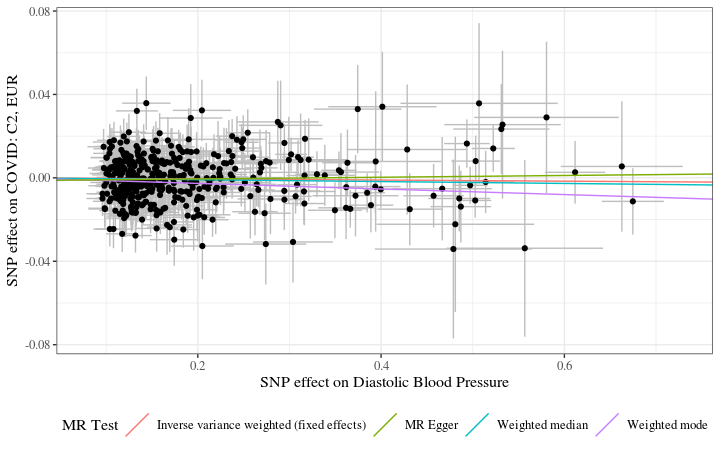 SNP effect on COVID: C2, EUR
0.08
0.04
0.00
-0.04
-0.08
0.2
0.4
0.6
SNP effect on Diastolic Blood Pressure
MR Test
Inverse variance weighted (fixed effects)
MR Egger
Weighted median
Weighted mode